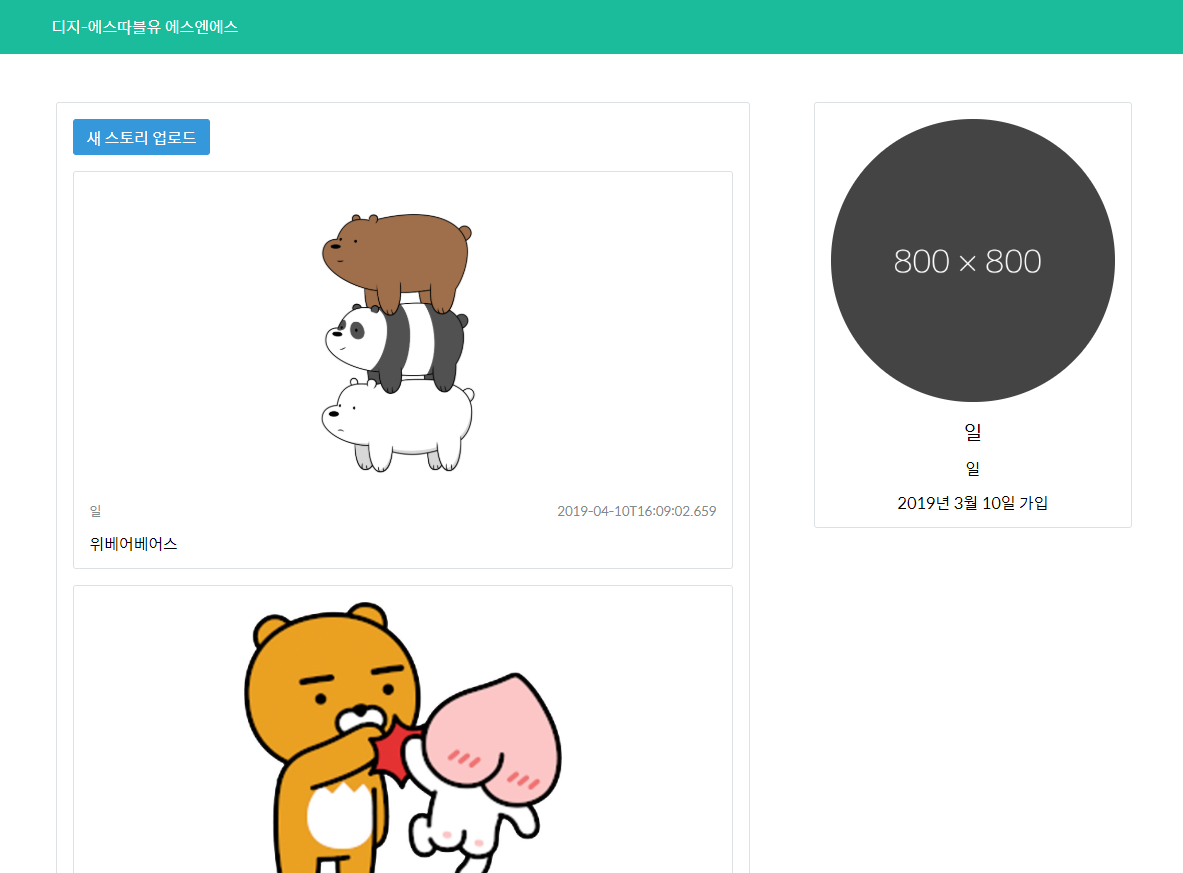 디지-에스따블유 에스엔에스
새 스토리 업로드
일
2019-04-10T16:09:02.659
위베어베어스
800 × 800
일
일
2019년 3월 10일 가입